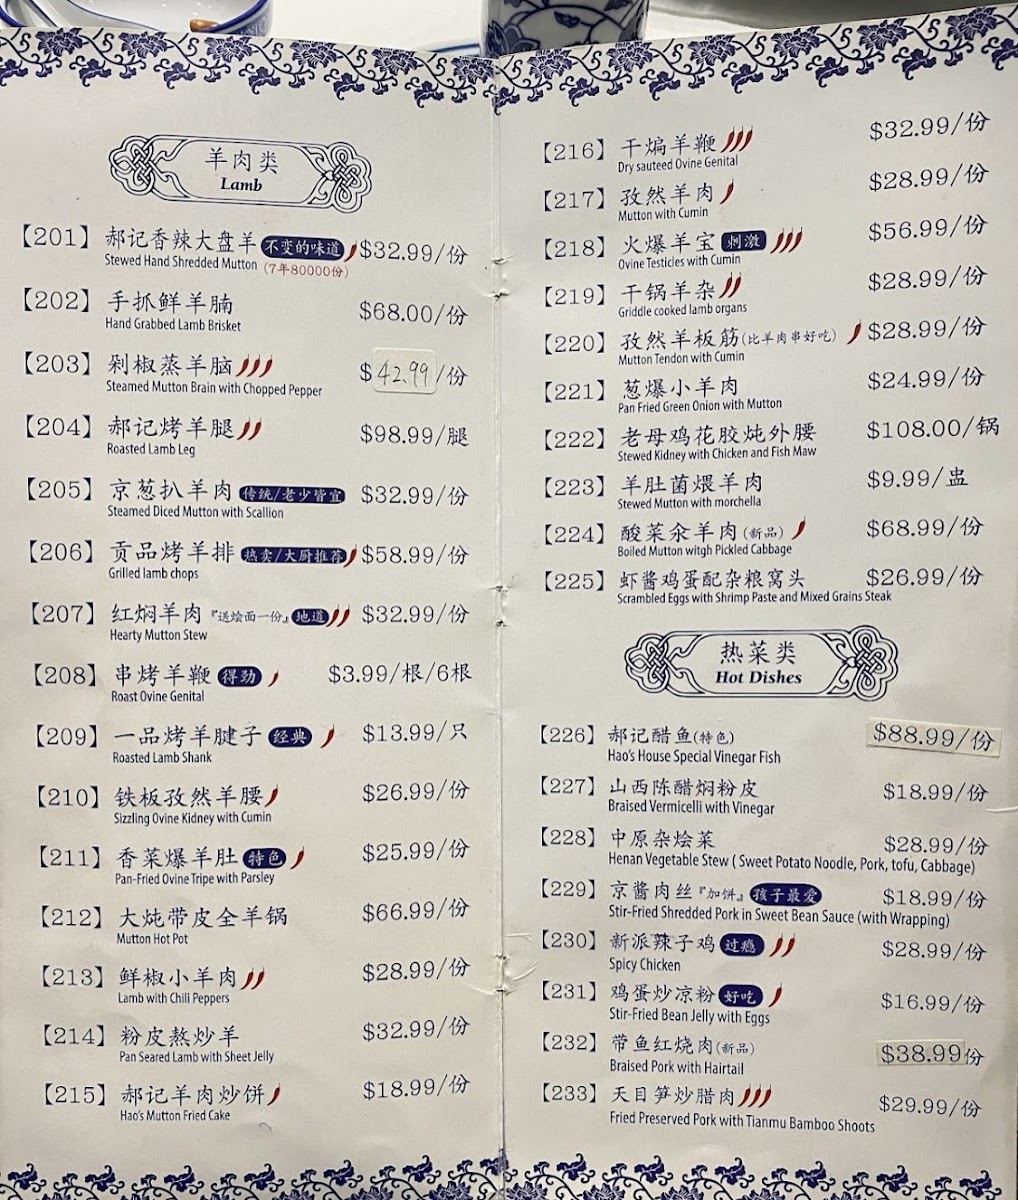 羊肉类
Lamb
【201】郝记香辣大盘羊 不变的味道 $32.99/份
Stewed Hand Shredded Mutton (7年80000份)
【202】手抓鲜羊腩 $68.00/份
Hand Grabbed Lamb Brisket
【203】剁椒蒸羊脑 $42.99/份
Steamed Mutton Brain with Chopped Pepper
【204】郝记烤羊腿 $98.99/腿
Roasted Lamb Leg
【205】京葱扒羊肉 传统/老少皆宜 $32.99/份
Steamed Diced Mutton with Scallion
【206】贡品烤羊排 热卖/大厨推荐 $58.99/份
Grilled lamb chops
【207】红焖羊肉『送烩面一份』地道 $32.99/份
Hearty Mutton Stew
【208】串烤羊鞭 得劲 $3.99/根/6根
Roast Ovine Genital
【209】一品烤羊腱子 经典 $13.99/只
Roasted Lamb Shank
【210】铁板孜然羊腰 $26.99/份
Sizzling Ovine Kidney with Cumin
【211】香菜爆羊肚 特色 $25.99/份
Pan-Fried Ovine Tripe with Parsley
【212】大炖带皮全羊锅 $66.99/份
Mutton Hot Pot
【213】鲜椒小羊肉 $28.99/份
Lamb with Chili Peppers
【214】粉皮熬炒羊 $32.99/份
Pan Seared Lamb with Sheet Jelly
【215】郝记羊肉炒饼 $18.99/份
Hao's Mutton Fried Cake
【216】干煸羊鞭 $32.99/份
Dry sauteed Ovine Genital
【217】孜然羊肉 $28.99/份
Mutton with Cumin
【218】火爆羊宝 刺激 $56.99/份
Ovine Testicles with Cumin
【219】干锅羊杂 $28.99/份
Griddle cooked lamb organs
【220】孜然羊板筋(比羊肉串好吃) $28.99/份
Mutton Tendon with Cumin
【221】葱爆小羊肉 $24.99/份
Pan Fried Green Onion with Mutton
【222】老母鸡花胶炖外腰 $108.00/锅
Stewed Kidney with Chicken and Fish Maw
【223】羊肚菌煨羊肉 $9.99/盅
Stewed Mutton with morchella
【224】酸菜汆羊肉(新品) $68.99/份
Boiled Mutton witgh Pickled Cabbage
【225】虾酱鸡蛋配杂粮窝头 $26.99/份
Scrambled Eggs with Shrimp Paste and Mixed Grains Steak
热菜类
Hot Dishes
【226】郝记醋鱼(特色) $88.99/份
Hao's House Special Vinegar Fish
【227】山西陈醋焖粉皮 $18.99/份
Braised Vermicelli with Vinegar
【228】中原杂烩菜 $28.99/份
Henan Vegetable Stew ( Sweet Potato Noodle, Pork, tofu, Cabbage)
【229】京酱肉丝『加饼』孩子最爱 $18.99/份
Stir-Fried Shredded Pork in Sweet Bean Sauce (with Wrapping)
【230】新派辣子鸡 过瘾 $28.99/份
Spicy Chicken
【231】鸡蛋炒凉粉 好吃 $16.99/份
Stir-Fried Bean Jelly with Eggs
【232】带鱼红烧肉(新品) $38.99份
Braised Pork with Hairtail
【233】天目笋炒腊肉 $29.99/份
Fried Preserved Pork with Tianmu Bamboo Shoots